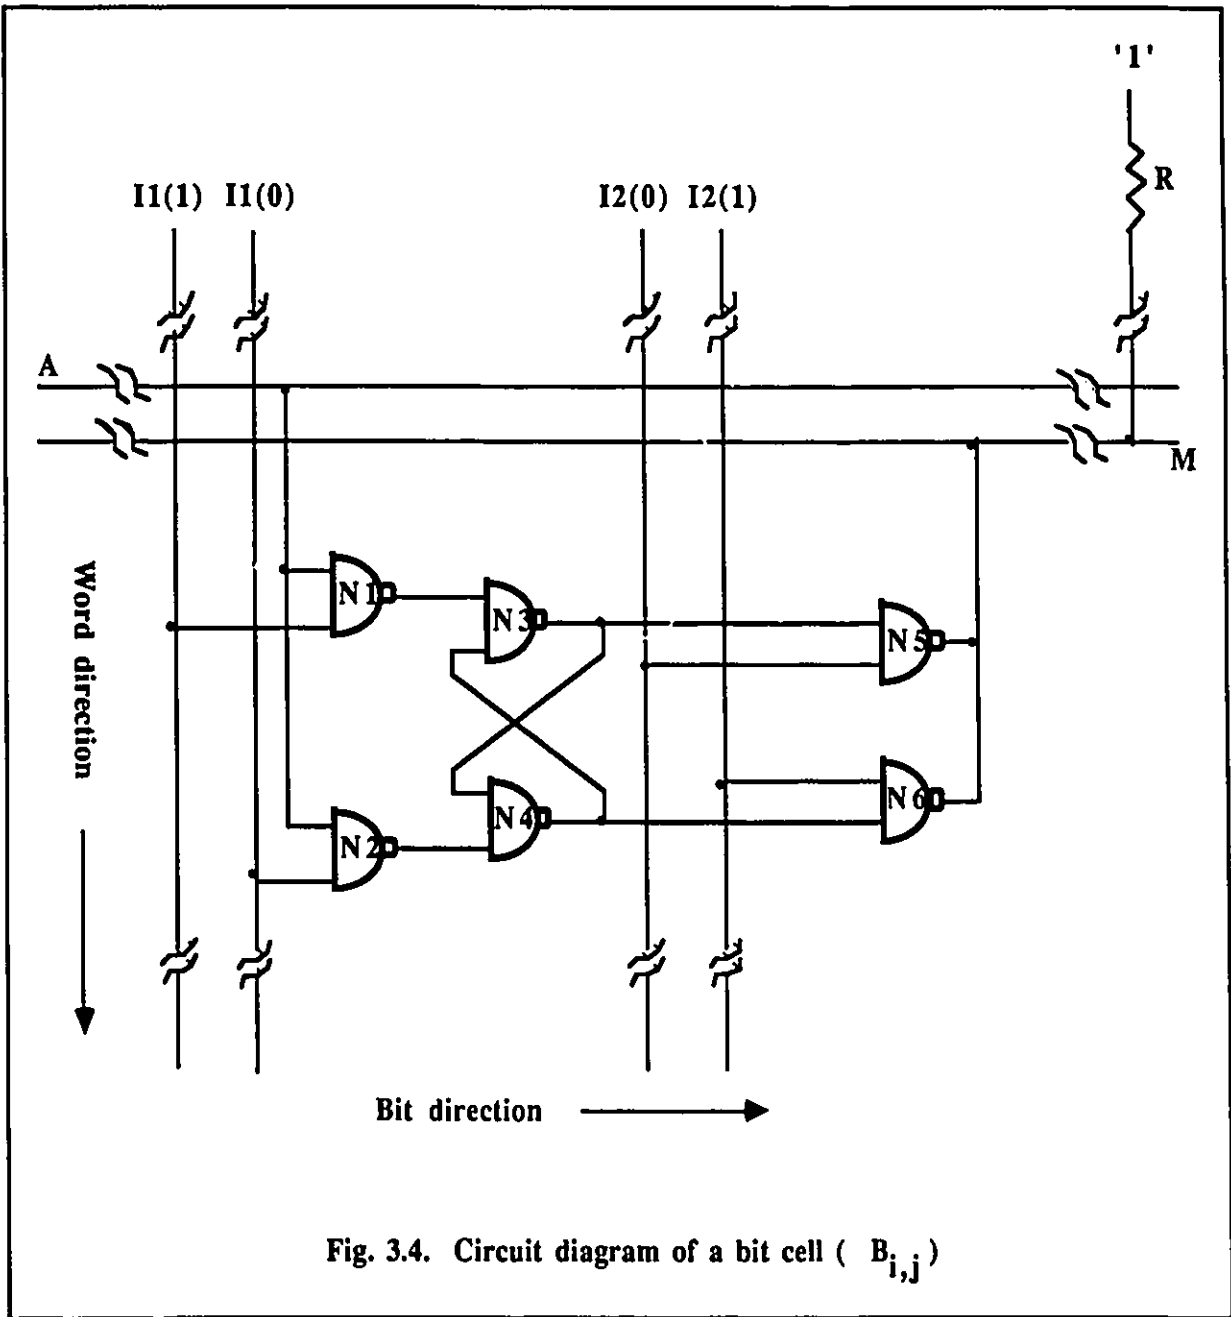 '1'
R
I1(1) I1(0) I2(0) I2(1)
A
M
Word direction
N1
N3
N5
N2
N4
N6
Bit direction
Fig. 3.4. Circuit diagram of a bit cell ( B i,j )